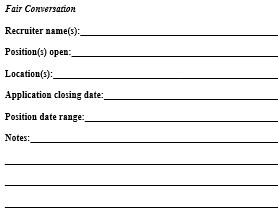 Fair Conversation
Recruiter name(s):
Position(s) open:
Location(s):
Application closing date:
Position date range:
Notes: